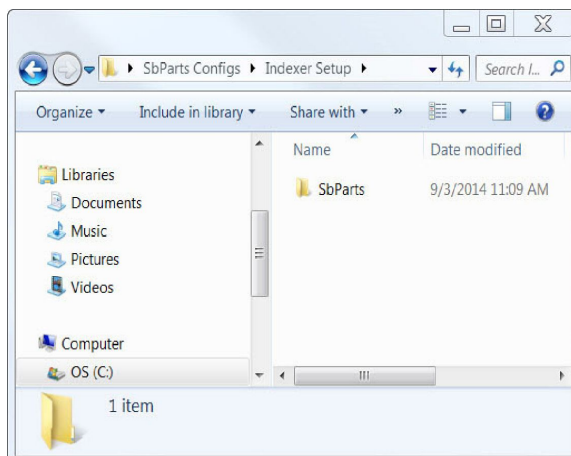 SbParts Configs Indexer Setup Search I...
Organize Include in library Share with »
Name Date modified
Libraries
Documents
Music
Pictures
Videos
Computer
OS (C:)
SbParts 9/3/2014 11:09 AM
1 item